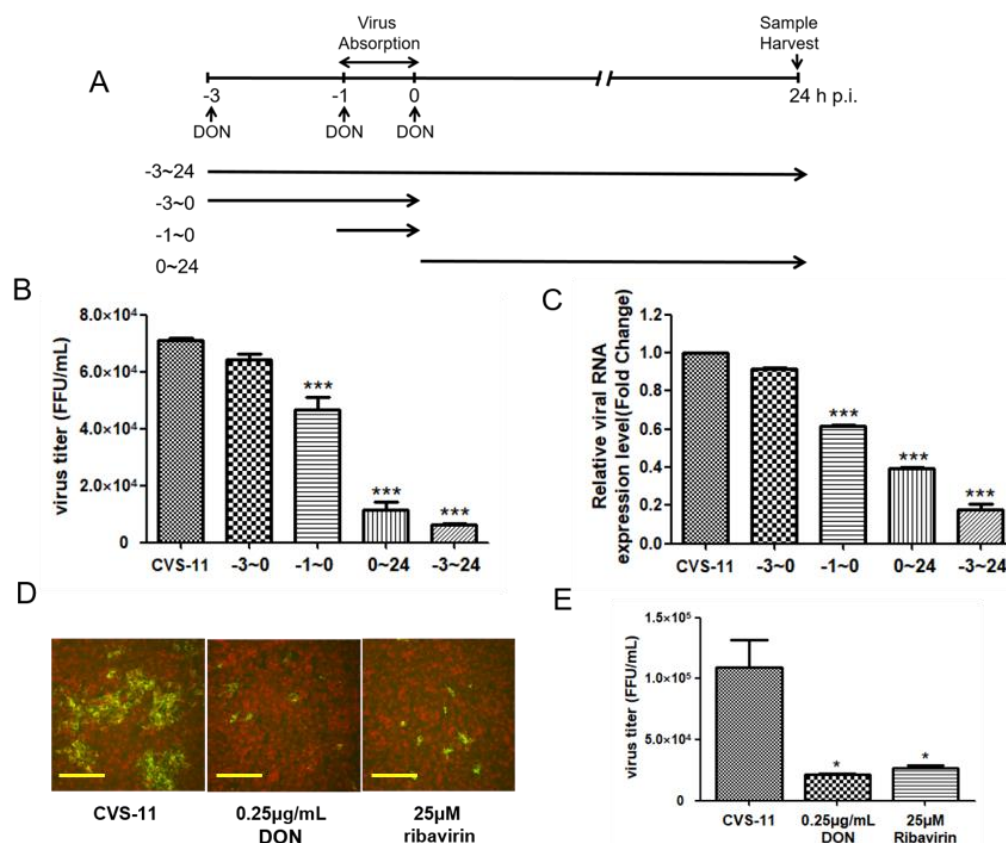 A
Virus
Absorption
Sample
Harvest
-3
-1
0
24 h p.i.
DON
DON
DON
-3~24
-3~0
-1~0
0~24
B
virus titer (FFU/mL)
8.0×10⁴
6.0×10⁴
4.0×10⁴
2.0×10⁴
0
***
***
***
CVS-11
-3~0
-1~0
0~24
-3~24
C
Relative viral RNA
expression level(Fold Change)
1.2
1.0
0.8
0.6
0.4
0.2
0.0
***
***
***
CVS-11
-3~0
-1~0
0~24
-3~24
D
CVS-11
0.25µg/mL
DON
25µM
ribavirin
E
virus titer (FFU/mL)
1.5×10⁵
1.0×10⁵
5.0×10⁴
0
*
*
CVS-11
0.25µg/mL
DON
25µM
Ribavirin